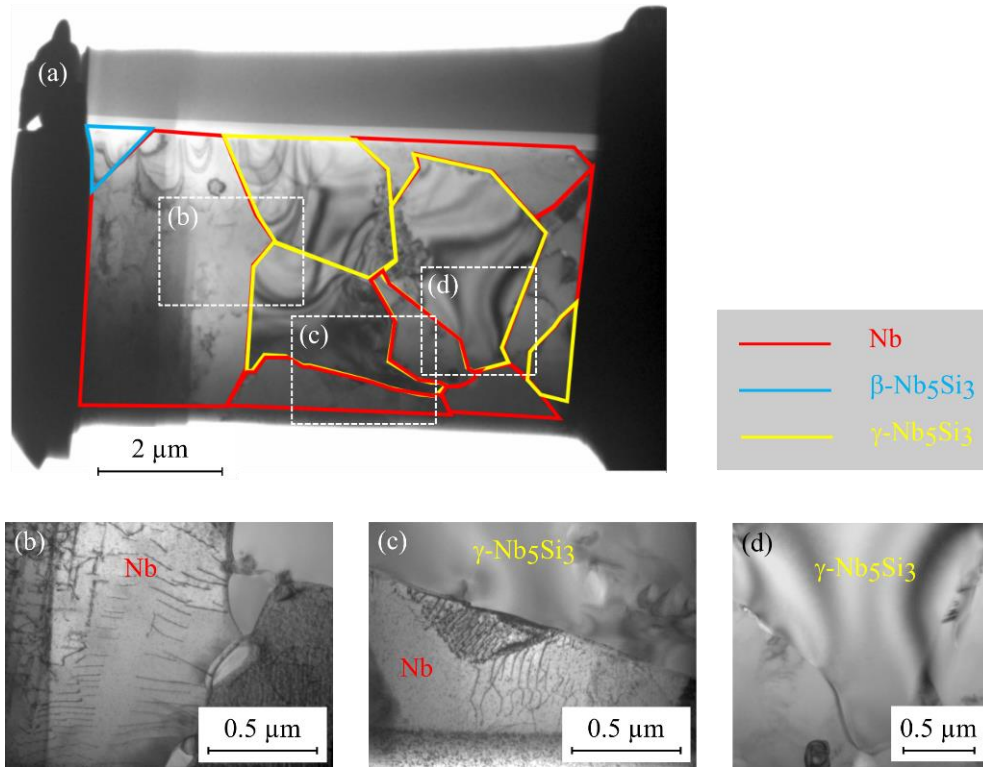 (a)
(b)
(c)
(d)
2 μm
Nb
β-Nb5Si3
γ-Nb5Si3
(b)
Nb
0.5 μm
(c)
γ-Nb5Si3
Nb
0.5 μm
(d)
γ-Nb5Si3
0.5 μm